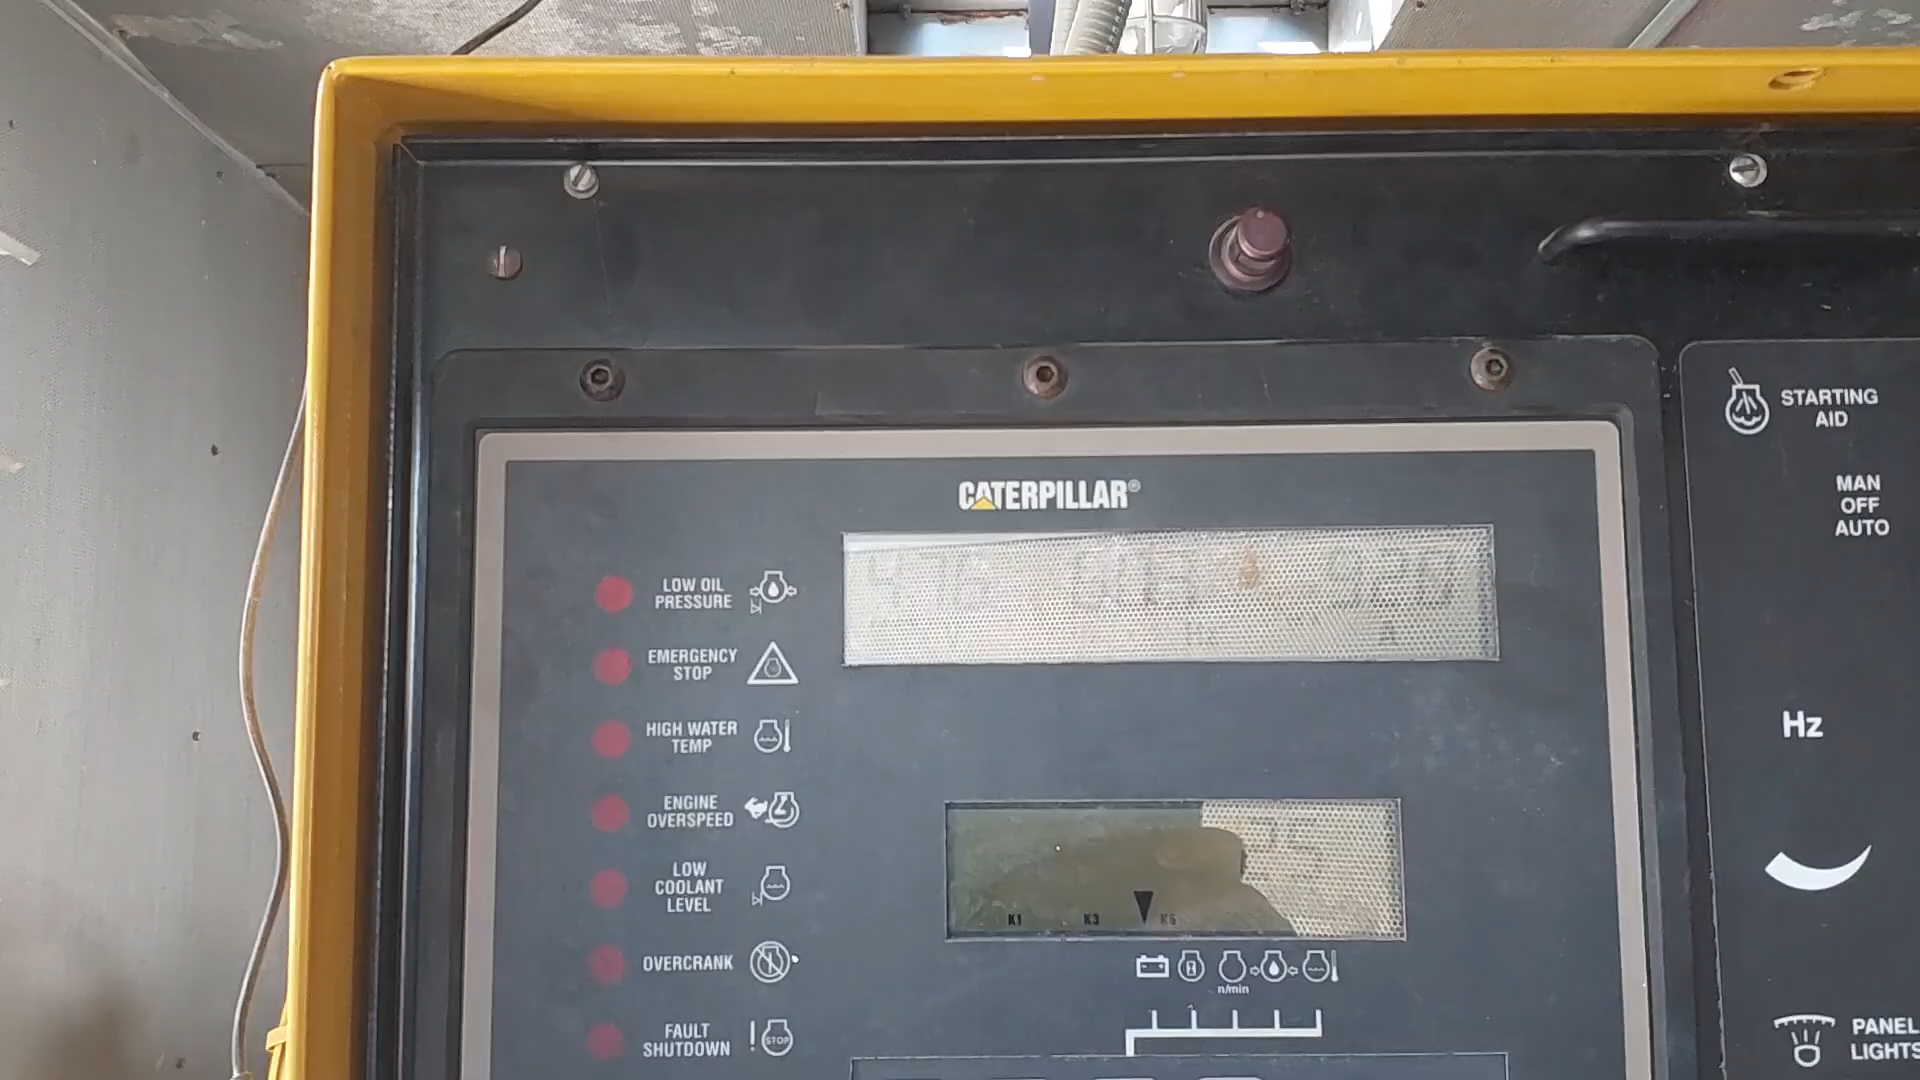 CATERPILLAR®
LOW OIL
PRESSURE
EMERGENCY
STOP
HIGH WATER
TEMP
ENGINE
OVERSPEED
LOW
COOLANT
LEVEL
OVERCRANK
FAULT
SHUTDOWN
STOP
K1 K3 K5
n/min
STARTING
AID
MAN
OFF
AUTO
Hz
PANEL
LIGHTS